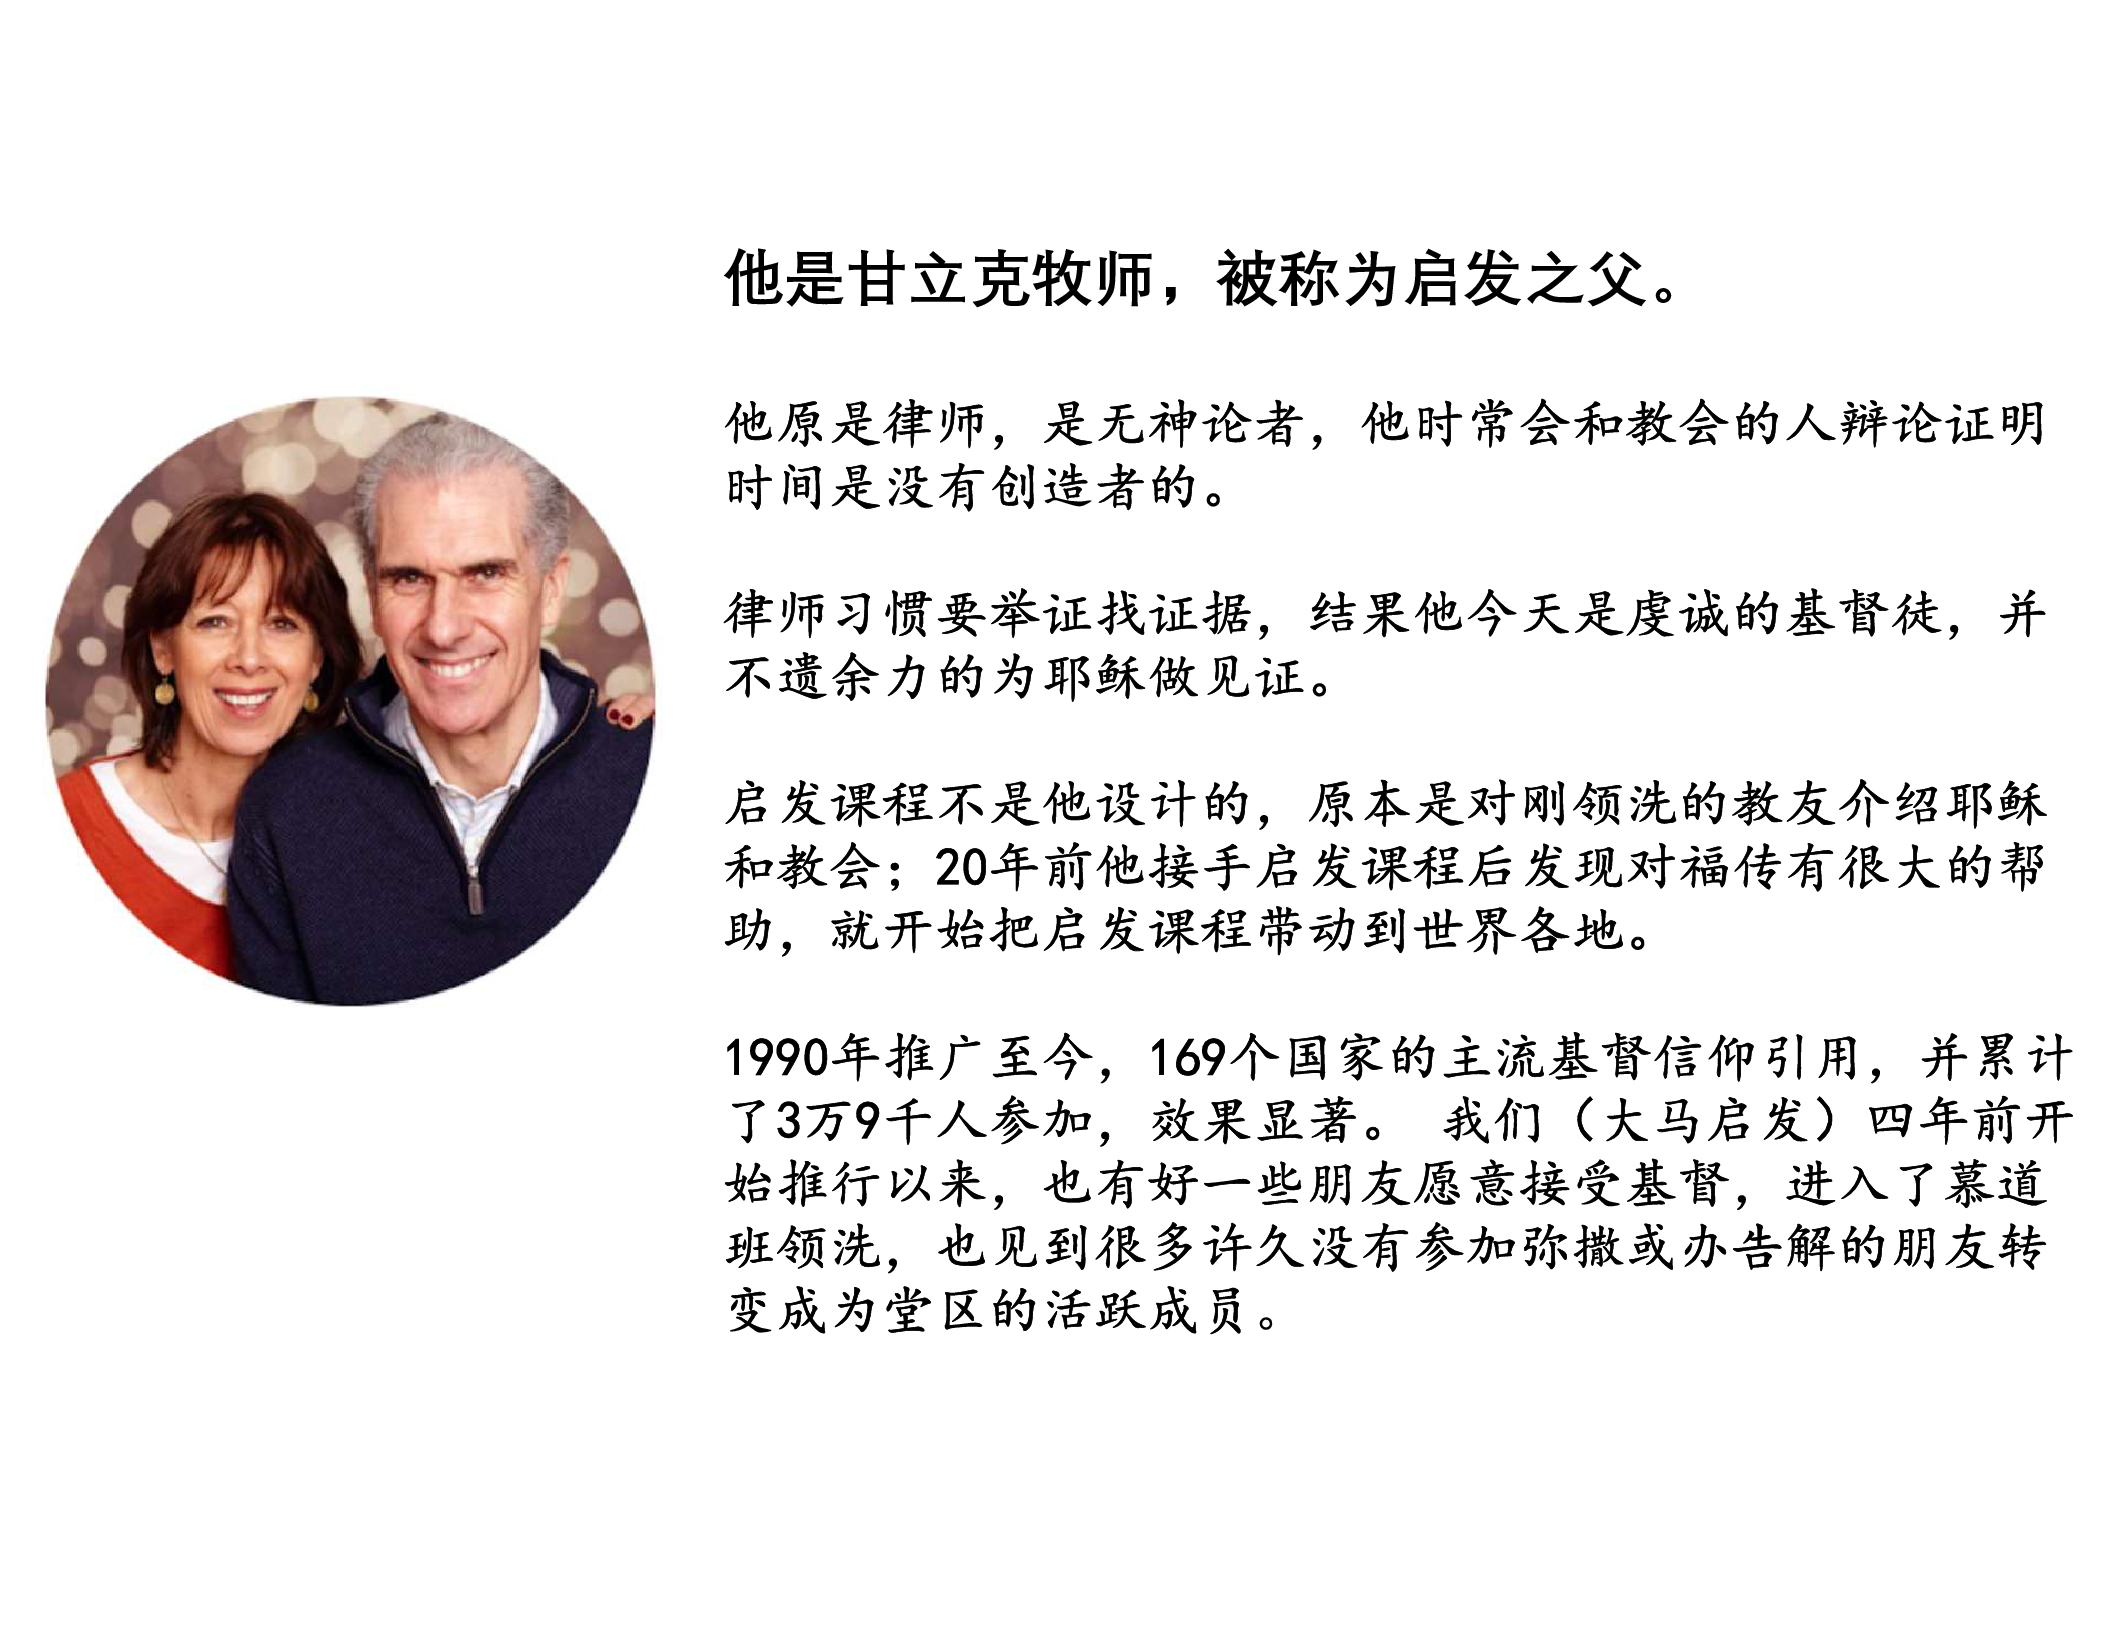 他是甘立克牧师，被称为启发之父。
他原是律师，是无神论者，他时常会和教会的人辩论证明
时间是没有创造者的。
律师习惯要举证找证据，结果他今天是虔诚的基督徒，并
不遗余力的为耶稣做见证。
启发课程不是他设计的，原本是对刚领洗的教友介绍耶稣
和教会；20年前他接手启发课程后发现对福传有很大的帮
助，就开始把启发课程带动到世界各地。
1990年推广至今，169个国家的主流基督信仰引用，并累计
了3万9千人参加，效果显著。 我们（大马启发）四年前开
始推行以来，也有好一些朋友愿意接受基督，进入了慕道
班领洗，也见到很多许久没有参加弥撒或办告解的朋友转
变成为堂区的活跃成员。